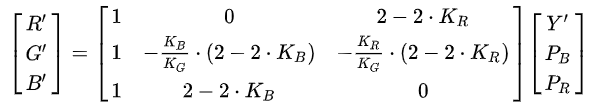 [R′ G′ B′] = [1 0 2 − 2 · K_R
1 −K_B/K_G · (2 − 2 · K_B) −K_R/K_G · (2 − 2 · K_R)
1 2 − 2 · K_B 0] [Y′ P_B P_R]